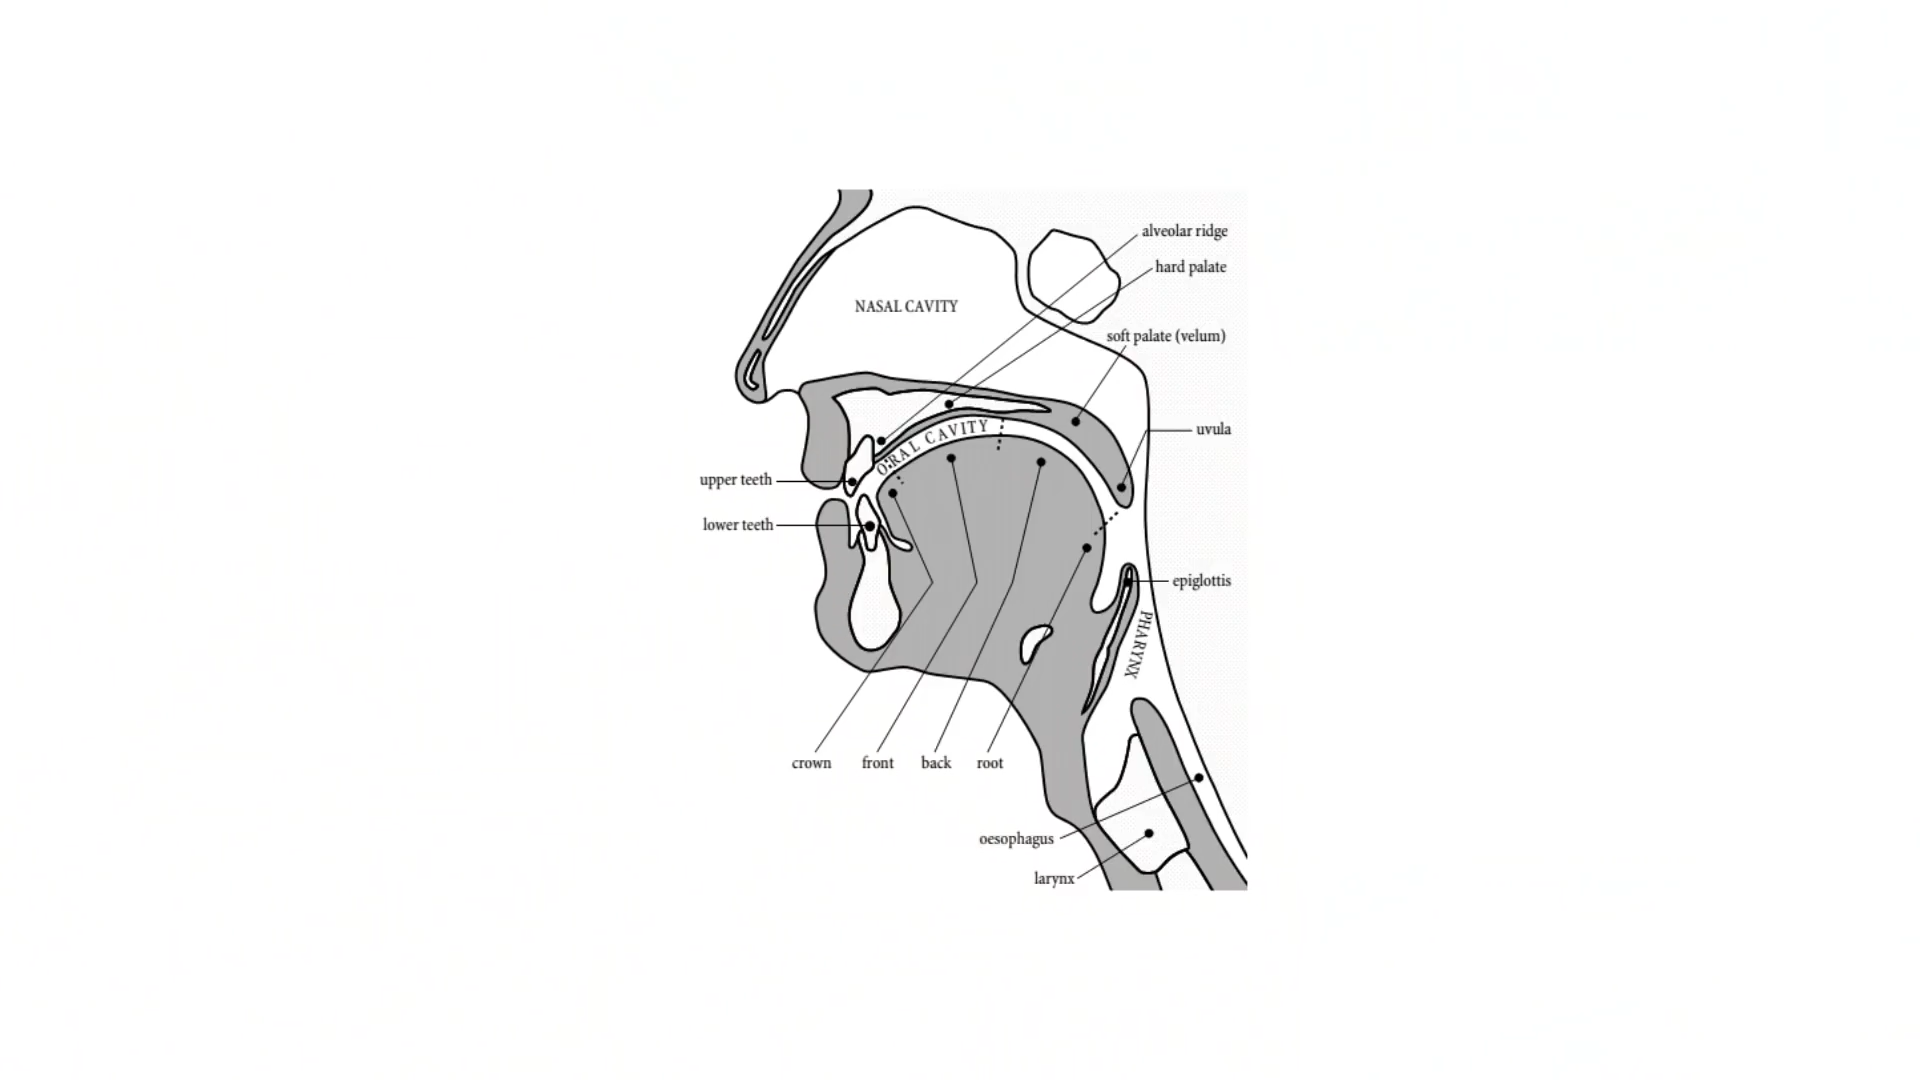 alveolar ridge
hard palate
NASAL CAVITY
soft palate (velum)
ORAL CAVITY
uvula
upper teeth
lower teeth
epiglottis
PHARYNX
crown
front
back
root
oesophagus
larynx